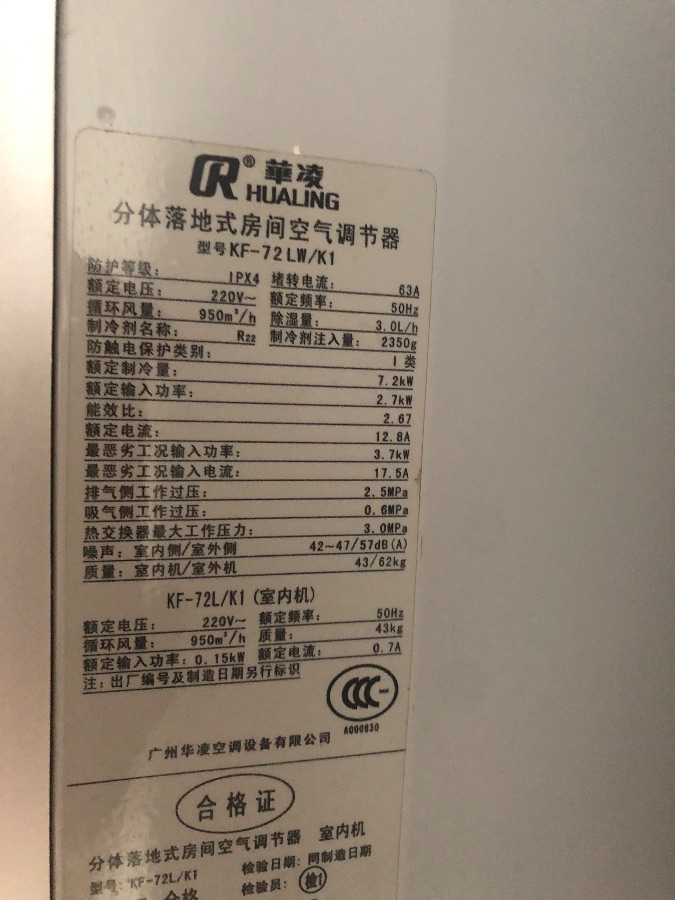 CR® 華凌
HUALING
分体落地式房间空气调节器
型号KF-72LW/K1
防护等级： IPX4 堵转电流： 63A
额定电压： 220V～ 额定频率： 50Hz
循环风量： 950m³/h 除湿量： 3.0L/h
制冷剂名称： R22 制冷剂注入量： 2350g
防触电保护类别： I 类
额定制冷量： 7.2kW
额定输入功率： 2.7kW
能效比： 2.67
额定电流： 12.8A
最恶劣工况输入功率： 3.7kW
最恶劣工况输入电流： 17.5A
排气侧工作过压： 2.5MPa
吸气侧工作过压： 0.6MPa
热交换器最大工作压力： 3.0MPa
噪声：室内侧/室外侧 42～47/57dB(A)
质量：室内机/室外机 43/62kg
KF-72L/K1(室内机)
额定电压： 220V～ 额定频率： 50Hz
循环风量： 950m³/h 质量： 43kg
额定输入功率：0.15kW 额定电流： 0.7A
注：出厂编号及制造日期另行标识
CCC
A000830
广州华凌空调设备有限公司
合格证
分体落地式房间空气调节器 室内机
型号：KF-72L/K1 检验日期：同制造日期
合格 检验员：检1